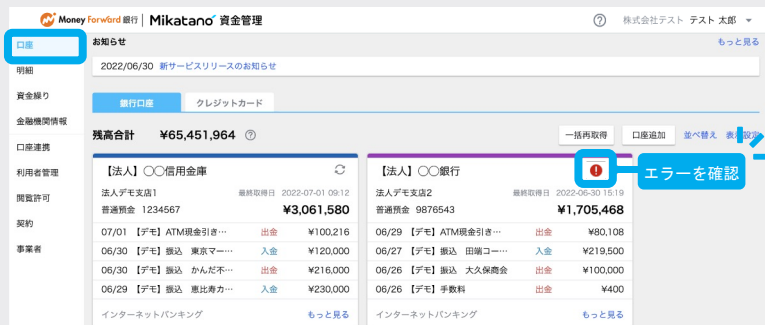 Money Forward 銀行 | Mikatano 資金管理
? 株式会社テスト テスト 太郎
口座
お知らせ もっと見る
2022/06/30 新サービスリリースのお知らせ
明細
資金繰り
銀行口座 クレジットカード
金融機関情報
残高合計 ¥65,451,964 ? 一括再取得 口座追加 並べ替え 表示設定
口座連携
利用者管理
閲覧許可
契約
事業者
【法人】○○信用金庫
法人デモ支店1 最終取得日 2022-07-01 09:12
普通預金 1234567 ¥3,061,580
07/01 【デモ】ATM現金引き… 出金 ¥100,216
06/30 【デモ】振込 東京マー… 入金 ¥120,000
06/30 【デモ】振込 かんだ不… 出金 ¥216,000
06/29 【デモ】振込 恵比寿カ… 入金 ¥230,000
インターネットバンキング もっと見る
【法人】○○銀行 !
エラーを確認
法人デモ支店2 最終取得日 2022-06-30 15:19
普通預金 9876543 ¥1,705,468
06/29 【デモ】ATM現金引き… 出金 ¥80,108
06/27 【デモ】振込 田端コー… 入金 ¥219,500
06/26 【デモ】振込 大久保商会 出金 ¥100,000
06/26 【デモ】手数料 出金 ¥400
インターネットバンキング もっと見る